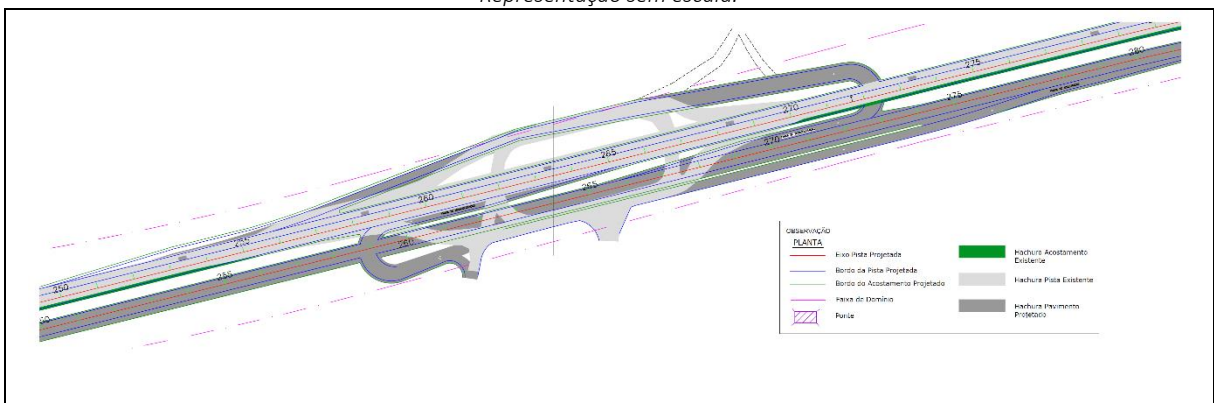 Representação sem escala.
275
280
270
275
265
270
260
265
255
260
250
255
OBSERVAÇÃO
PLANTA
Eixo Pista Projetada
Bordo da Pista Projetada
Bordo do Acostamento Projetado
Faixa de Domínio
Ponte
Hachura Acostamento
Existente
Hachura Pista Existente
Hachura Pavimento
Projetado